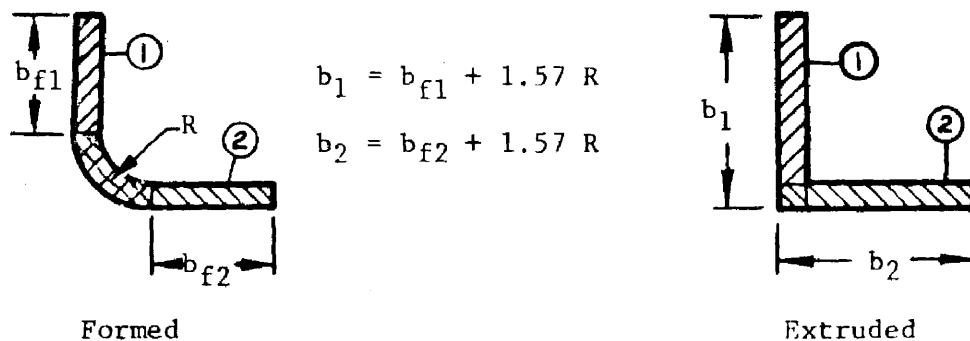 1
b_f1
R
2
b_f2
Formed
b_1 = b_f1 + 1.57 R
b_2 = b_f2 + 1.57 R
1
b_1
2
b_2
Extruded